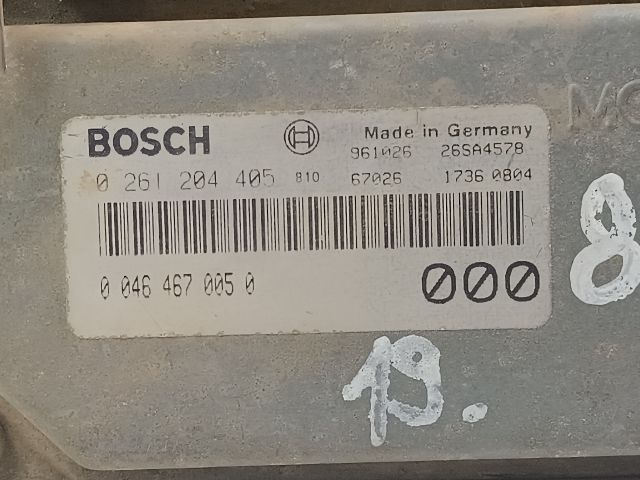 MO
BOSCH Made in Germany
961026 26SA4578
0 261 204 405 810 67026 1736 0804
0 046 467 005 0 000
8
19.